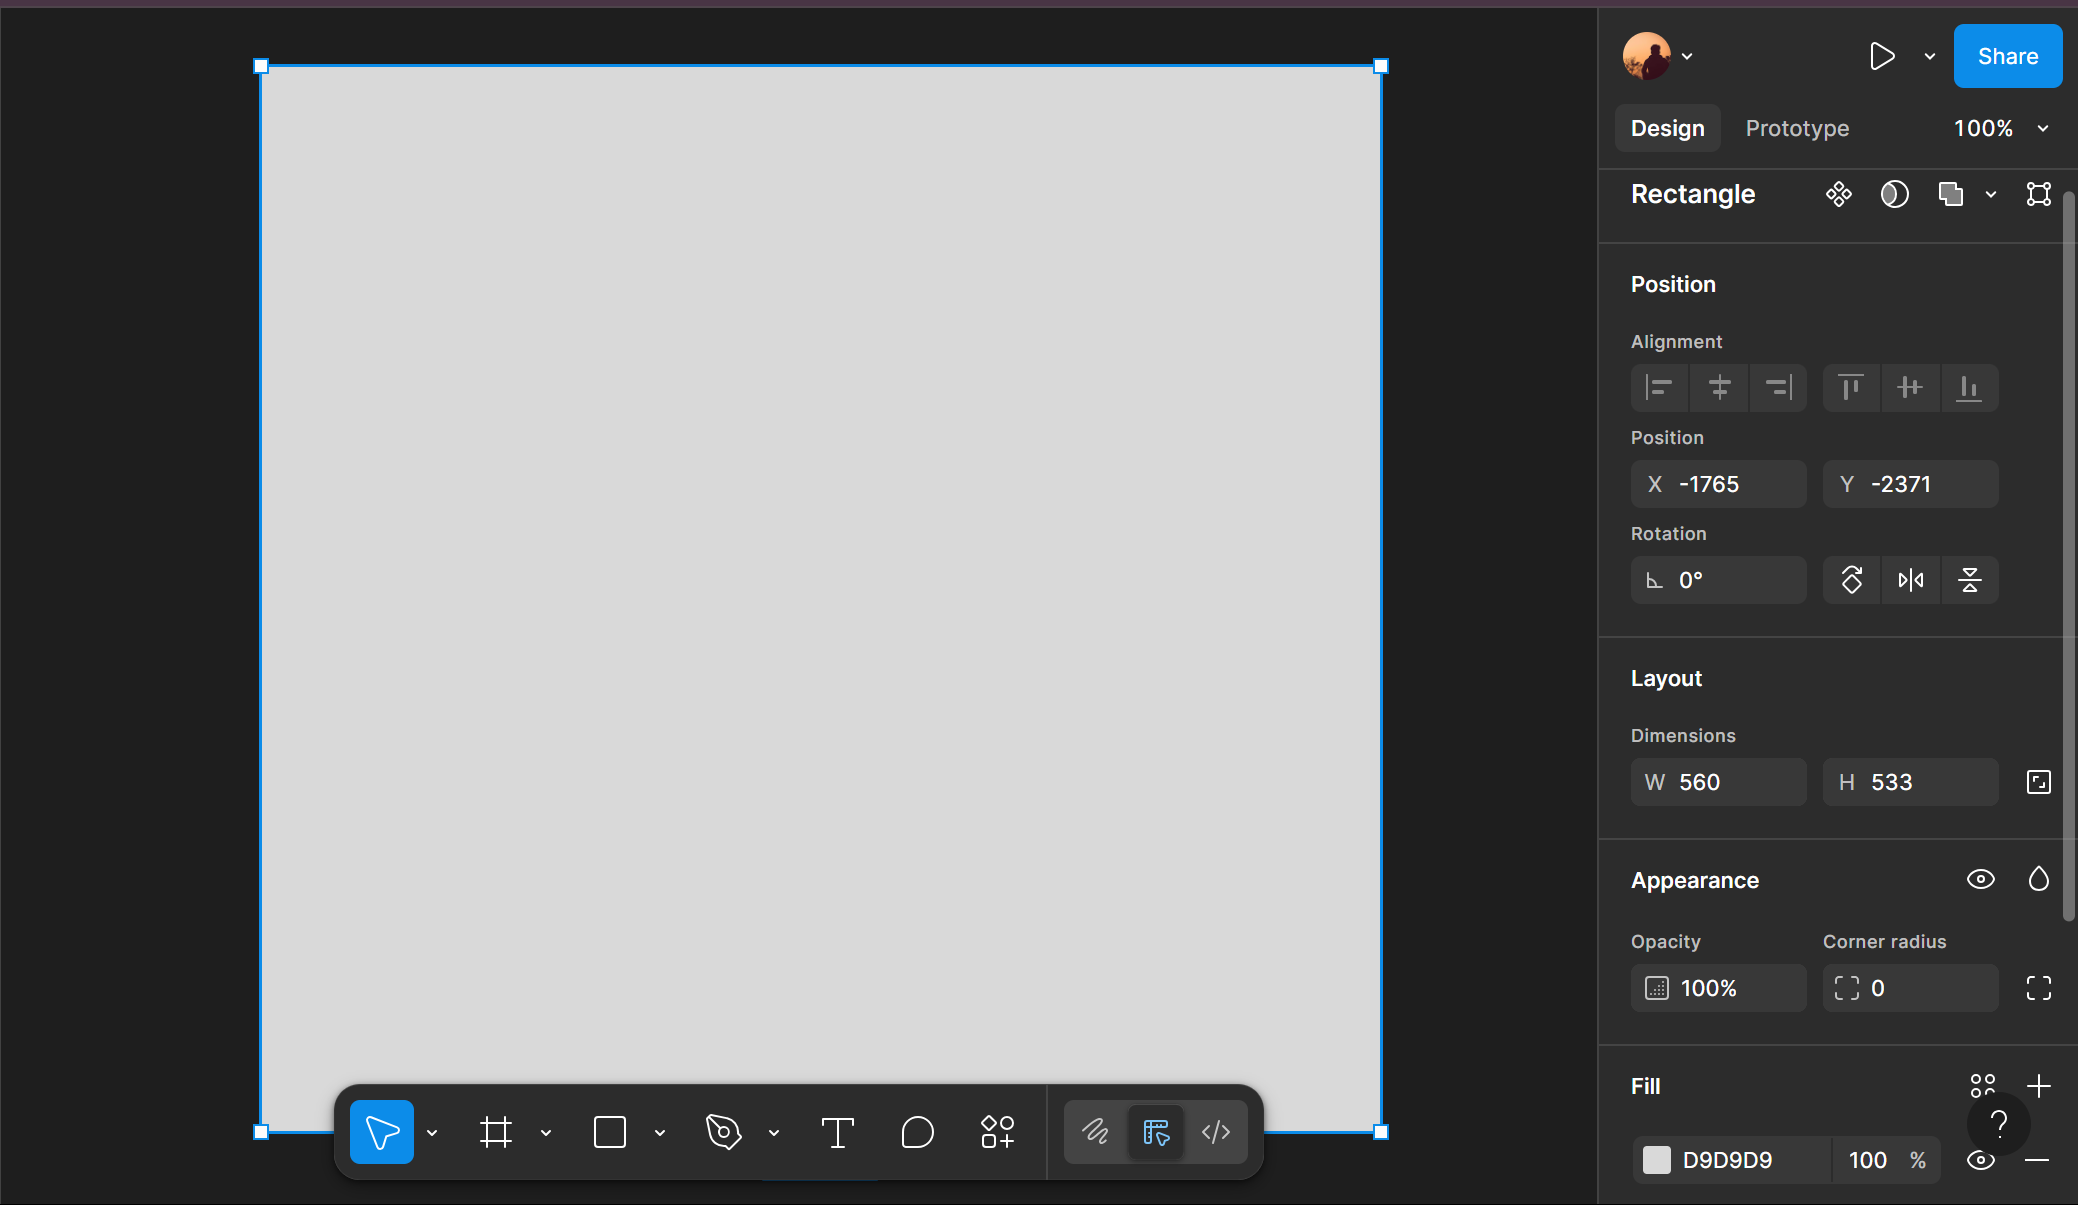 Share
Design Prototype 100%
Rectangle
Position
Alignment
Position
X -1765 Y -2371
Rotation
0°
Layout
Dimensions
W 560 H 533
Appearance
Opacity Corner radius
100% 0
Fill
?
D9D9D9 100 %